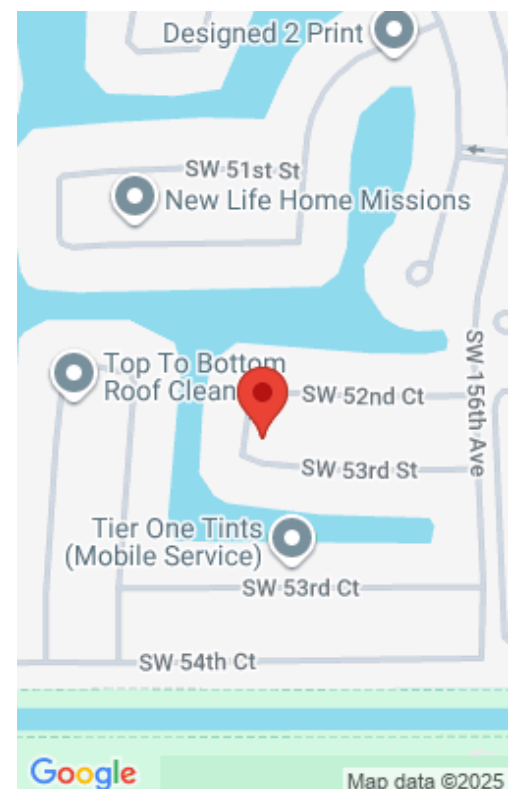 Designed 2 Print
SW 51st St
New Life Home Missions
Top To Bottom
Roof Clean
SW 52nd Ct
SW 156th Ave
SW 53rd St
Tier One Tints
(Mobile Service)
SW 53rd Ct
SW 54th Ct
Google
Map data ©2025